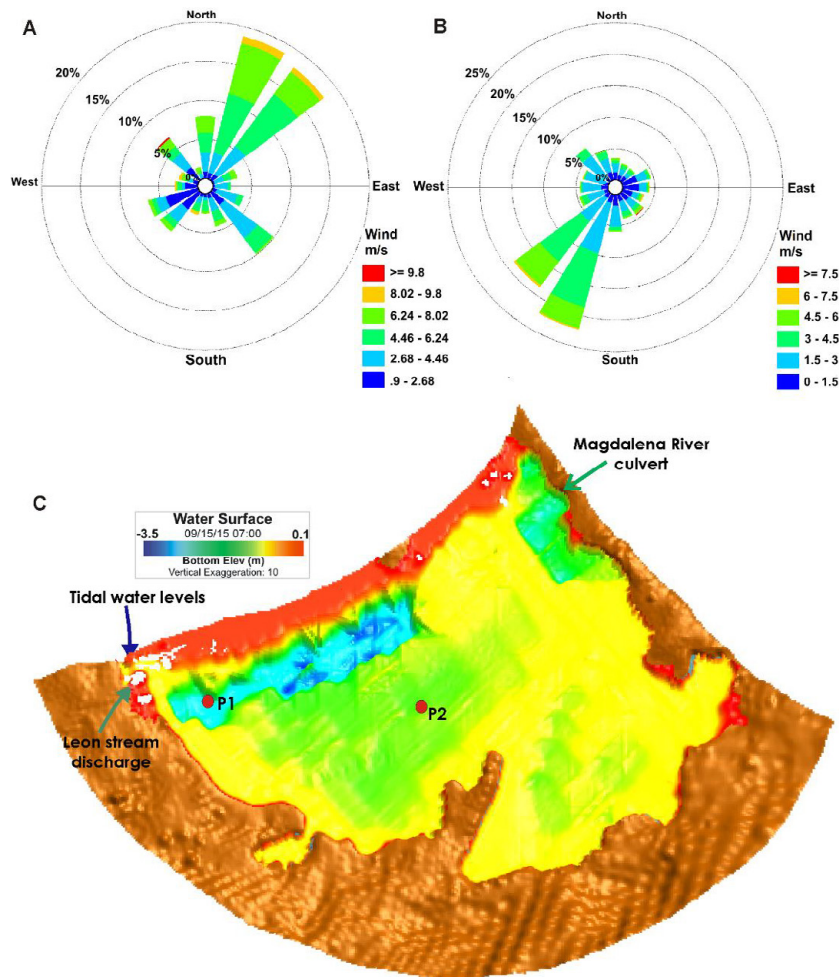 A
North
20%
15%
10%
5%
0%
West
East
South
Wind
m/s
>= 9.8
8.02 - 9.8
6.24 - 8.02
4.46 - 6.24
2.68 - 4.46
.9 - 2.68
B
North
25%
20%
15%
10%
5%
0%
West
East
South
Wind
m/s
>= 7.5
6 - 7.5
4.5 - 6
3 - 4.5
1.5 - 3
0 - 1.5
C
Magdalena River
culvert
Water Surface
-3.5 09/15/15 07:00 0.1
Bottom Elev (m)
Vertical Exaggeration: 10
Tidal water levels
P1
P2
Leon stream
discharge